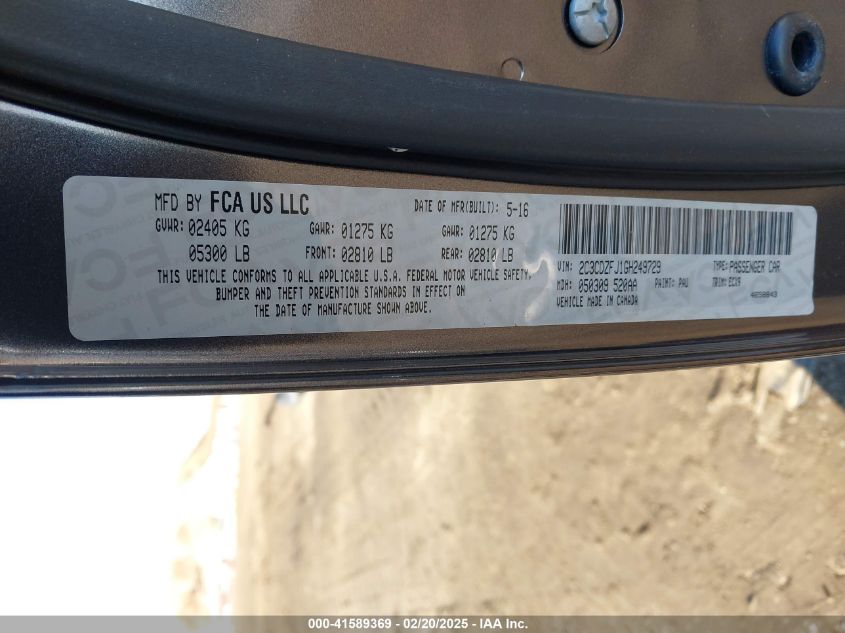 MFD BY FCA US LLC DATE OF MFR(BUILT): 5-16
GVWR: 02405 KG GAWR: 01275 KG GAWR: 01275 KG
05300 LB FRONT: 02810 LB REAR: 02810 LB
THIS VEHICLE CONFORMS TO ALL APPLICABLE U.S.A. FEDERAL MOTOR VEHICLE SAFETY,
BUMPER AND THEFT PREVENTION STANDARDS IN EFFECT ON
THE DATE OF MANUFACTURE SHOWN ABOVE.
VIN: 2C3CDZFJ1GH249729 TYPE: PASSENGER CAR
MDH: 050309 520AA PAINT: PAU TRIM: ECX9
VEHICLE MADE IN CANADA
000-41589369 - 02/20/2025 - IAA Inc.